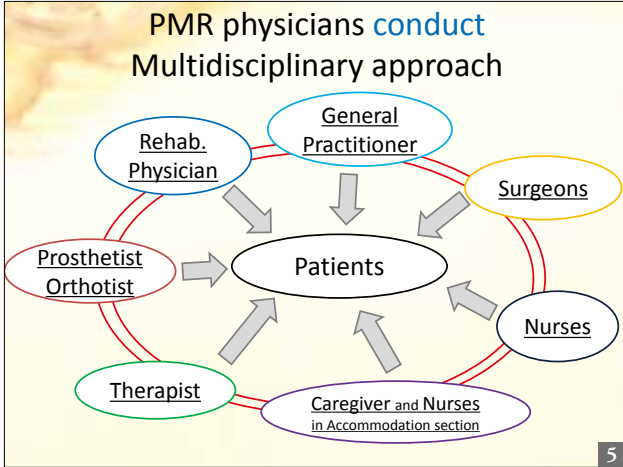 PMR physicians conduct
Multidisciplinary approach
General
Practitioner
Rehab.
Physician
Surgeons
Prosthetist
Orthotist
Patients
Nurses
Therapist
Caregiver and Nurses
in Accommodation section
5